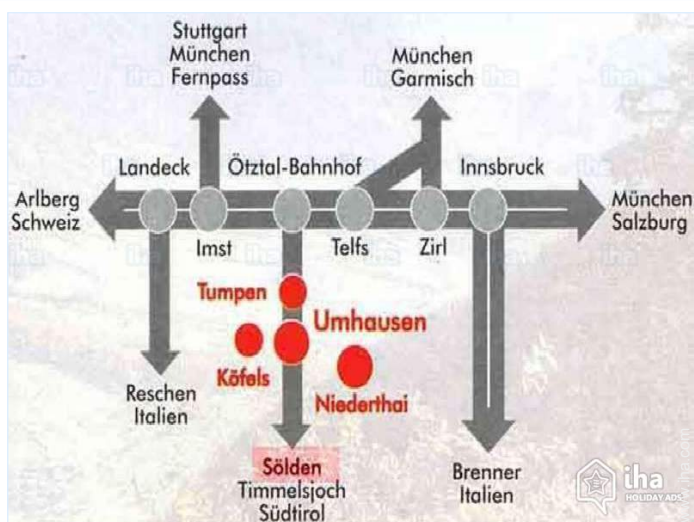 Stuttgart
München
Fernpass
München
Garmisch
Landeck
Ötztal-Bahnhof
Innsbruck
Arlberg
Schweiz
München
Salzburg
Imst
Telfs
Zirl
Tumpen
Umhausen
Köfels
Niederthai
Reschen
Italien
Sölden
Timmelsjoch
Südtirol
Brenner
Italien
iha
HOLIDAY ADS